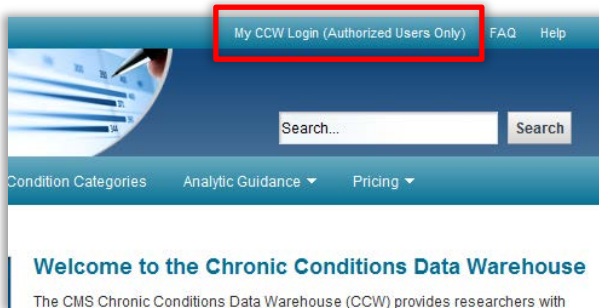 My CCW Login (Authorized Users Only) FAQ Help
Search... Search
Condition Categories Analytic Guidance Pricing
Welcome to the Chronic Conditions Data Warehouse
The CMS Chronic Conditions Data Warehouse (CCW) provides researchers with